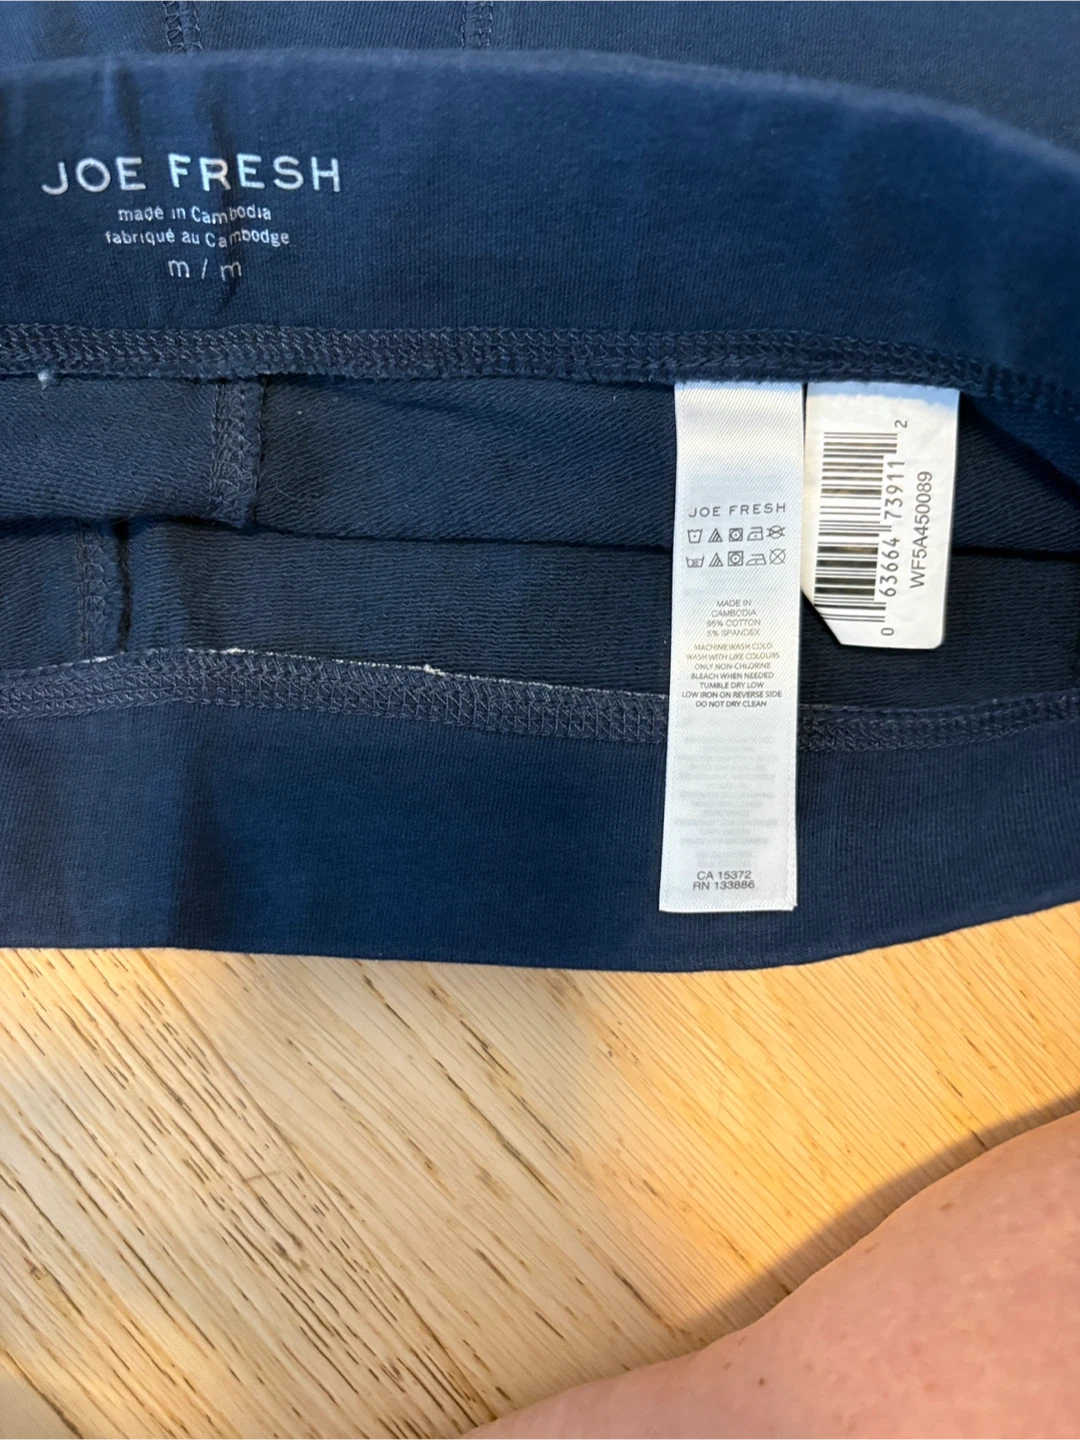 JOE FRESH
made in Cambodia
fabriqué au Cambodge
m / m
JOE FRESH
MADE IN
CAMBODIA
95% COTTON
5% SPANDEX
MACHINE WASH COLD
WASH WITH LIKE COLOURS
ONLY NON-CHLORINE
BLEACH WHEN NEEDED
TUMBLE DRY LOW
LOW IRON ON REVERSE SIDE
DO NOT DRY CLEAN
CA 15372
RN 133886
0 63664 73911 2
WF5A450089